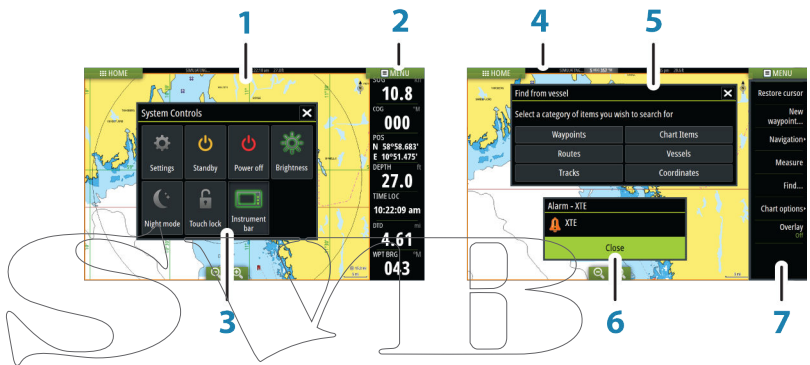 1
2
4
5
HOME
MENU
System Controls
Settings
Standby
Power off
Brightness
Night mode
Touch lock
Instrument
bar
SOG
10.8
COG °M
000
POS
N 58°58.683'
E 10°51.475'
DEPTH ft
27.0
TIME LOC
10:22:09 am
DTD mi
4.61
WPT BRG °M
043
3
HOME
MENU
Find from vessel
Select a category of items you wish to search for
Waypoints
Chart Items
Routes
Vessels
Tracks
Coordinates
Alarm - XTE
XTE
Close
Restore cursor
New
waypoint...
Navigation
Measure
Find...
Chart options
Overlay
Off
6
7
SVB